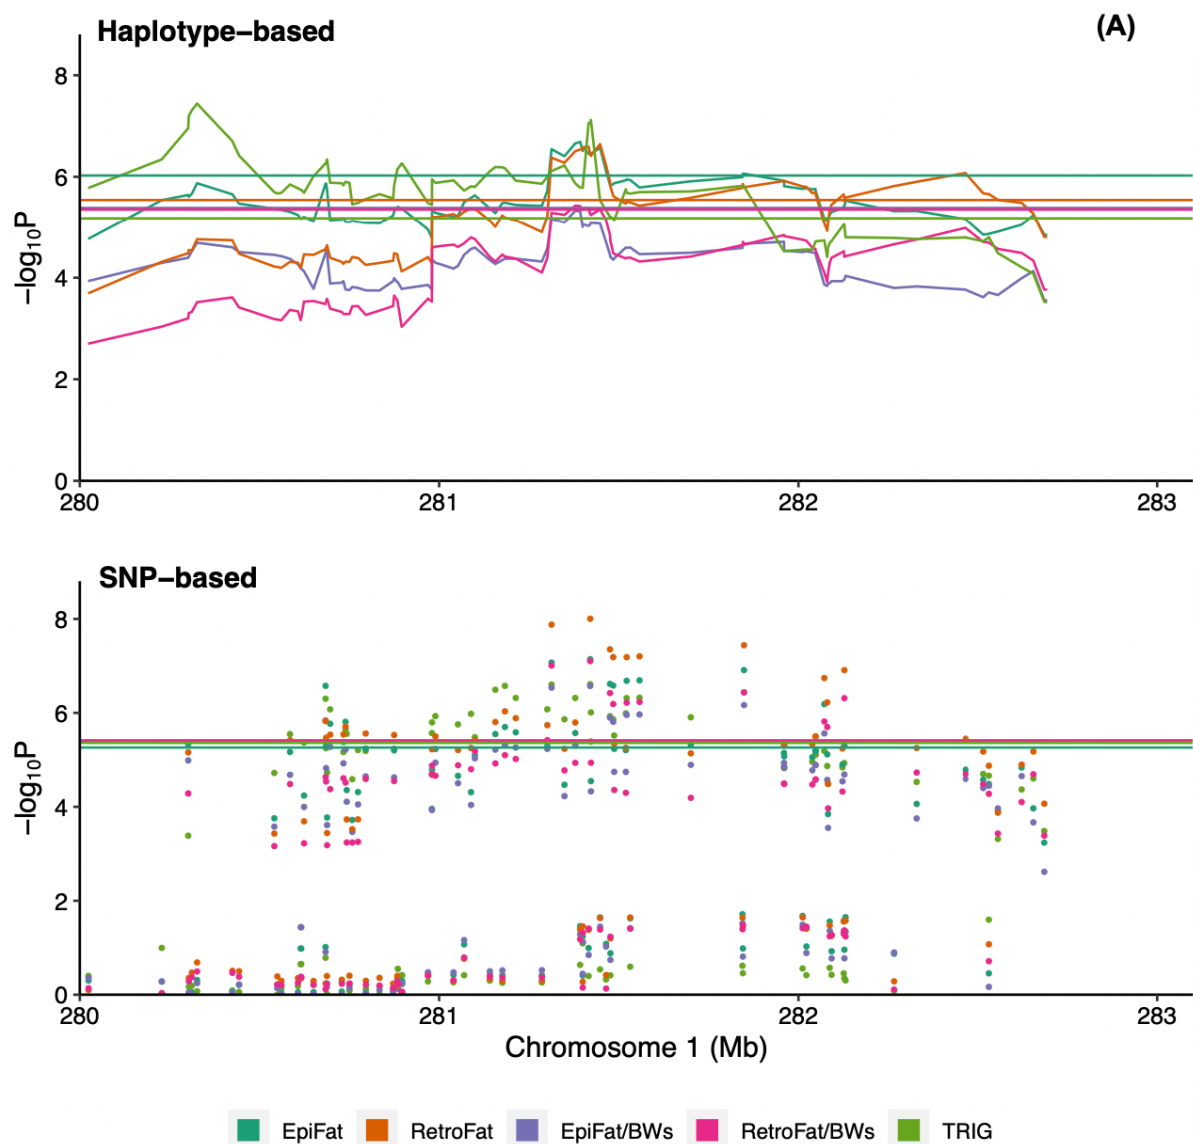 Haplotype–based
(A)
–log10P
8
6
4
2
0
280
281
282
283
SNP–based
–log10P
8
6
4
2
0
280
281
282
283
Chromosome 1 (Mb)
EpiFat
RetroFat
EpiFat/BWs
RetroFat/BWs
TRIG